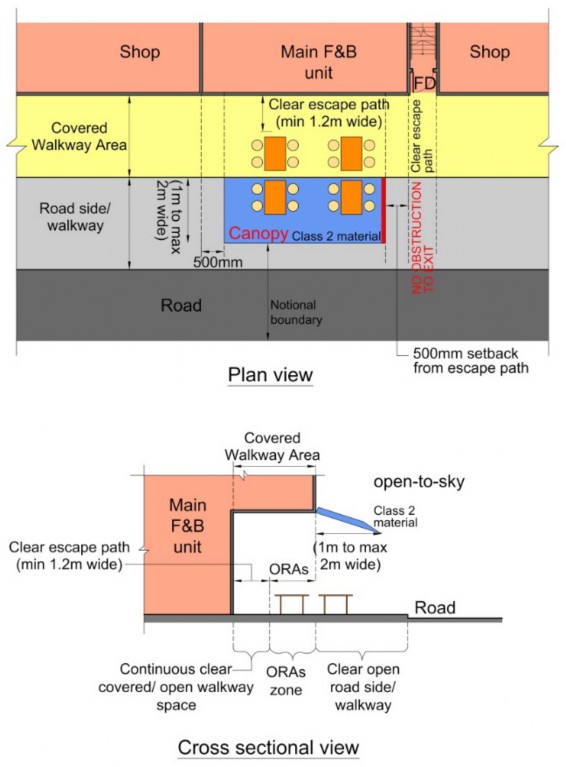 Shop
Main F&B
unit
Shop
FD
Clear escape path
(min 1.2m wide)
Covered
Walkway Area
Clear escape
path
Road side/
walkway
(1m to max
2m wide)
Canopy Class 2 material
NO OBSTRUCTION
TO EXIT
500mm
Road
Notional
boundary
500mm setback
from escape path
Plan view
Covered
Walkway Area
open-to-sky
Main
F&B
unit
Class 2
material
Clear escape path
(min 1.2m wide)
(1m to max
2m wide)
ORAs
Road
Continuous clear
covered/ open walkway
space
ORAs
zone
Clear open
road side/
walkway
Cross sectional view